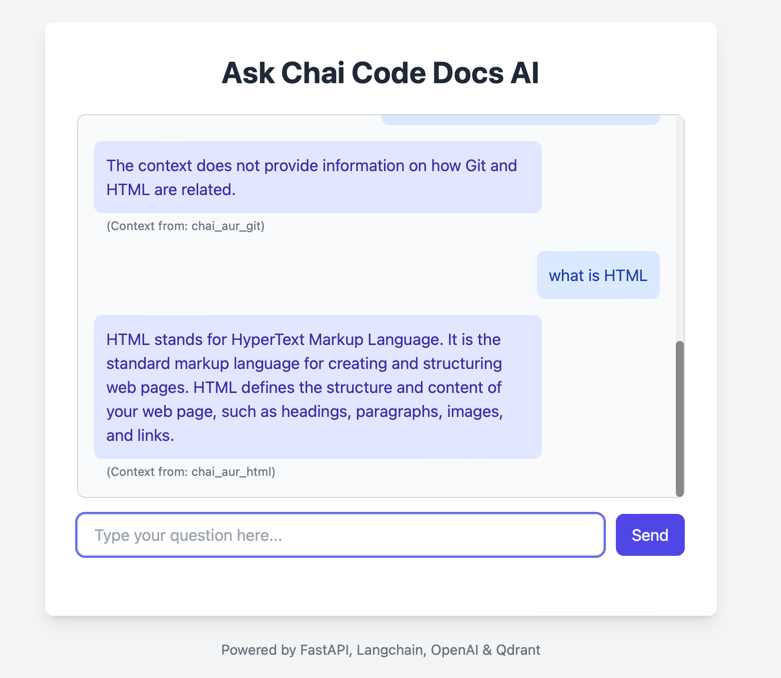 Ask Chai Code Docs AI
The context does not provide information on how Git and
HTML are related.
(Context from: chai_aur_git)
what is HTML
HTML stands for HyperText Markup Language. It is the
standard markup language for creating and structuring
web pages. HTML defines the structure and content of
your web page, such as headings, paragraphs, images,
and links.
(Context from: chai_aur_html)
Type your question here...
Send
Powered by FastAPI, Langchain, OpenAI & Qdrant